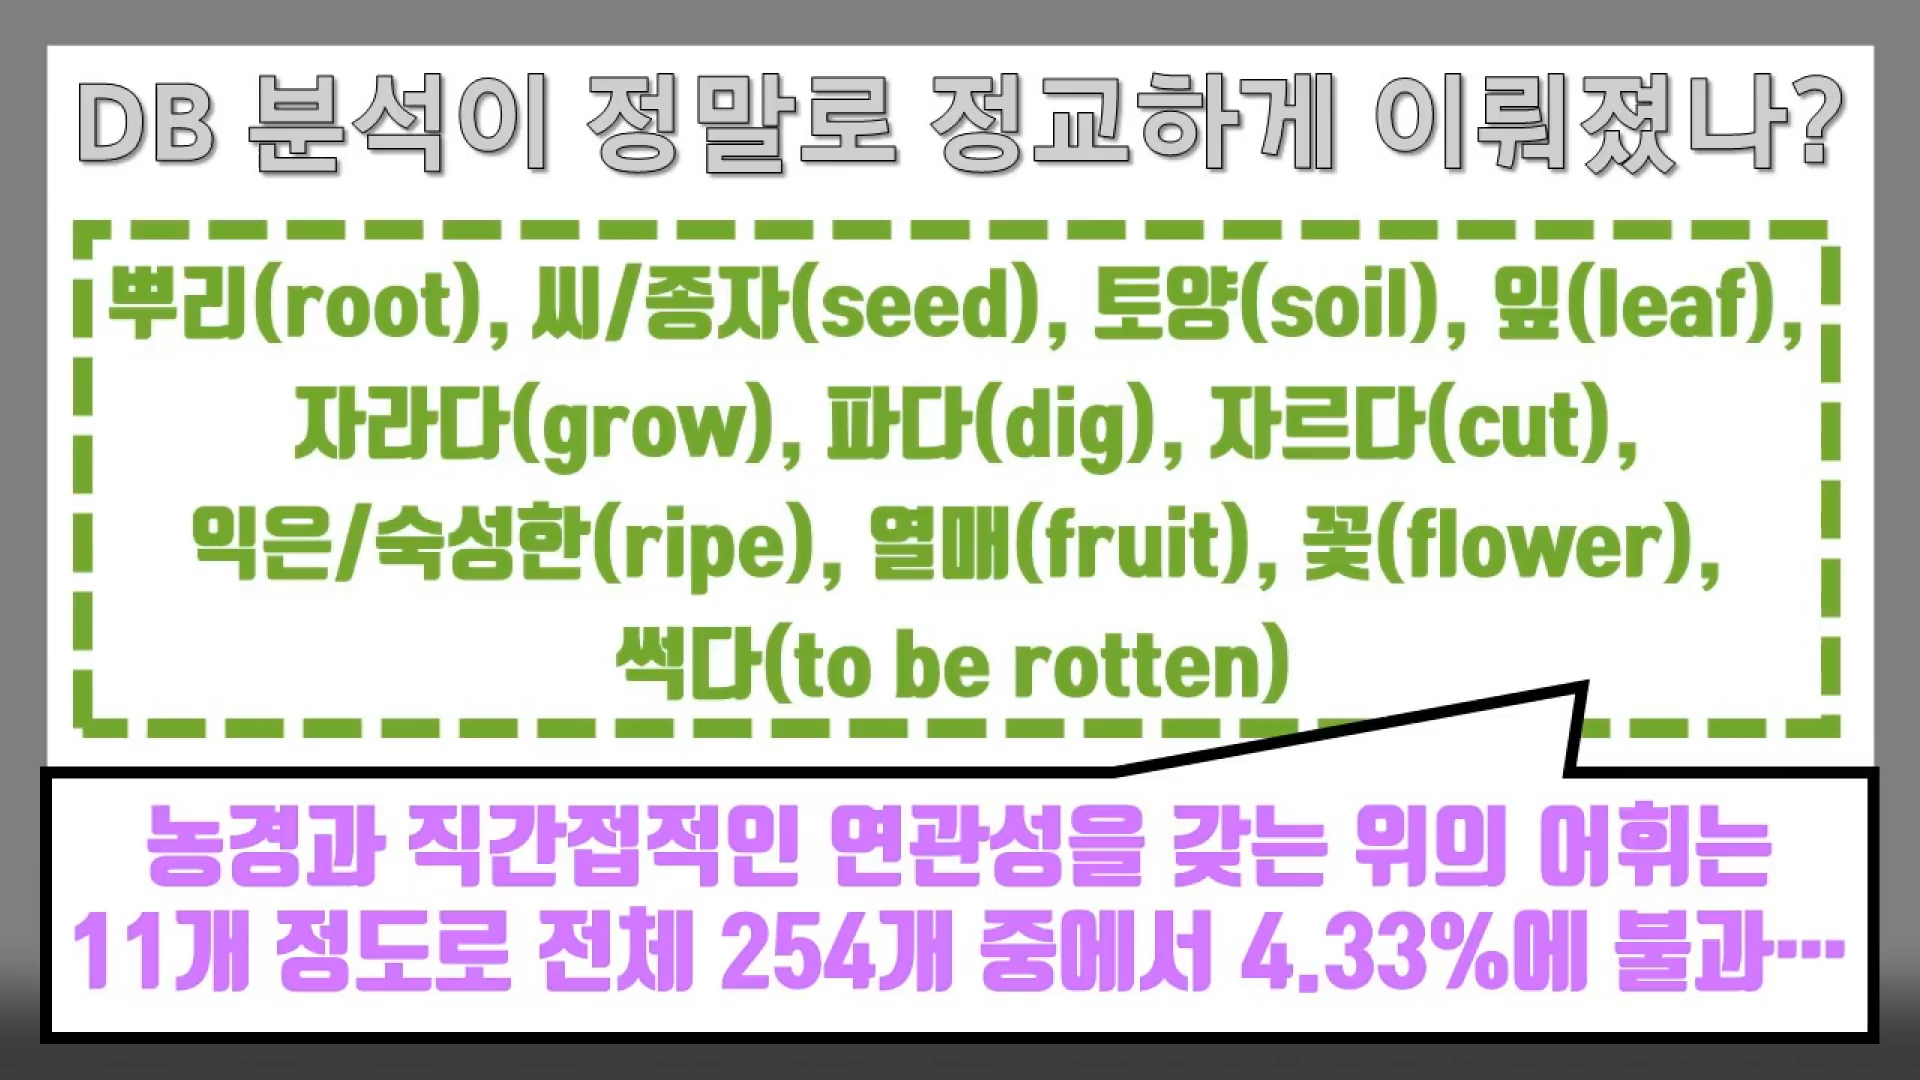 DB 분석이 정말로 정교하게 이뤄졌나?
뿌리(root), 씨/종자(seed), 토양(soil), 잎(leaf),
자라다(grow), 파다(dig), 자르다(cut),
익은/숙성한(ripe), 열매(fruit), 꽃(flower),
썩다(to be rotten)
농경과 직간접적인 연관성을 갖는 위의 어휘는
11개 정도로 전체 254개 중에서 4.33%에 불과…